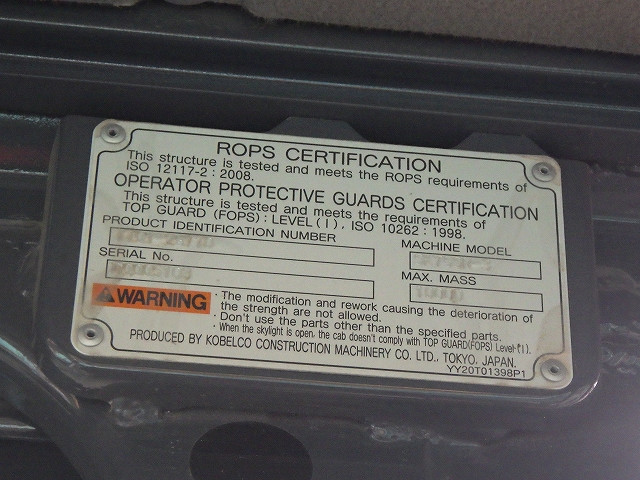 ROPS CERTIFICATION
This structure is tested and meets the ROPS requirements of
ISO 12117-2 : 2008.
OPERATOR PROTECTIVE GUARDS CERTIFICATION
This structure is tested and meets the requirements of
TOP GUARD (FOPS) : LEVEL ( I ) , ISO 10262 : 1998.
PRODUCT IDENTIFICATION NUMBER
MACHINE MODEL
SERIAL No.
MAX. MASS
WARNING
· The modification and rework causing the deterioration of
the strength are not allowed.
· Don't use the parts other than the specified parts.
· When the skylight is open, the cab doesn't comply with TOP GUARD(FOPS) Level ( I ).
PRODUCED BY KOBELCO CONSTRUCTION MACHINERY CO. LTD., TOKYO, JAPAN.
YY20T01398P1